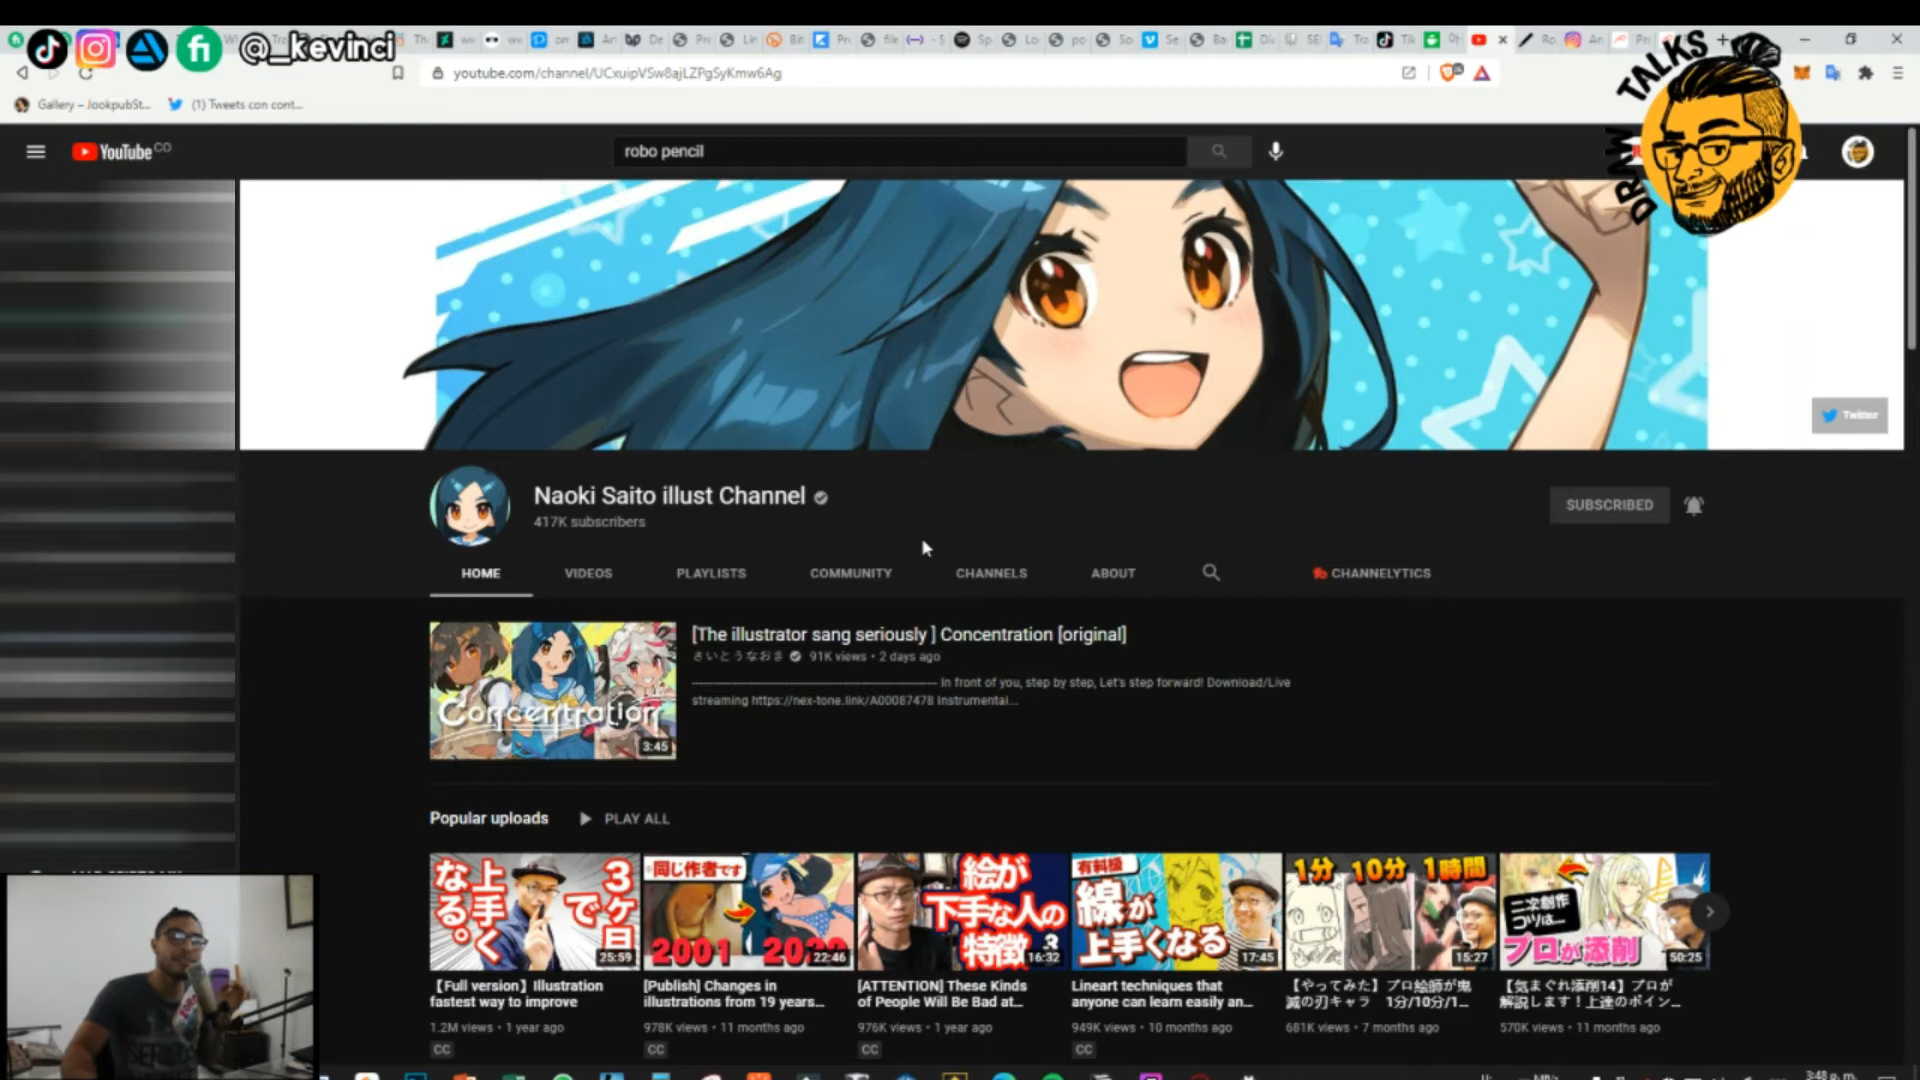 @_kevinci
youtube.com/channel/UCxuipVSw8ajLZPgSyKmw6Ag
Gallery – JookpubSt...
(1) Tweets con cont...
DRAW TALKS
YouTube CO
robo pencil
Twitter
Naoki Saito illust Channel
417K subscribers
SUBSCRIBED
HOME
VIDEOS
PLAYLISTS
COMMUNITY
CHANNELS
ABOUT
CHANNELYTICS
Concentration
3:45
[The illustrator sang seriously ] Concentration [original]
さいとうなおき 91K views • 2 days ago
In front of you, step by step, Let's step forward! Download/Live
streaming https://nex-tone.link/A00087478 Instrumental...
Popular uploads
PLAY ALL
3ヶ月で上手くなる。
25:59
同じ作者です
2001
22:46
絵が
下手な人の
特徴
16:32
有料級
線が
上手くなる
17:45
1分 10分 1時間
15:27
二次創作
コツは...
プロが添削
50:25
【Full version】Illustration
fastest way to improve
1.2M views • 1 year ago
CC
[Publish] Changes in
illustrations from 19 years...
978K views • 11 months ago
CC
[ATTENTION] These Kinds
of People Will Be Bad at...
976K views • 1 year ago
CC
Lineart techniques that
anyone can learn easily an...
949K views • 10 months ago
CC
【やってみた】プロ絵師が鬼
滅の刃キャラ 1分/10分/1...
681K views • 7 months ago
【気まぐれ添削14】プロが
解説します！上達のポイン...
570K views • 11 months ago
3:48 p. m.